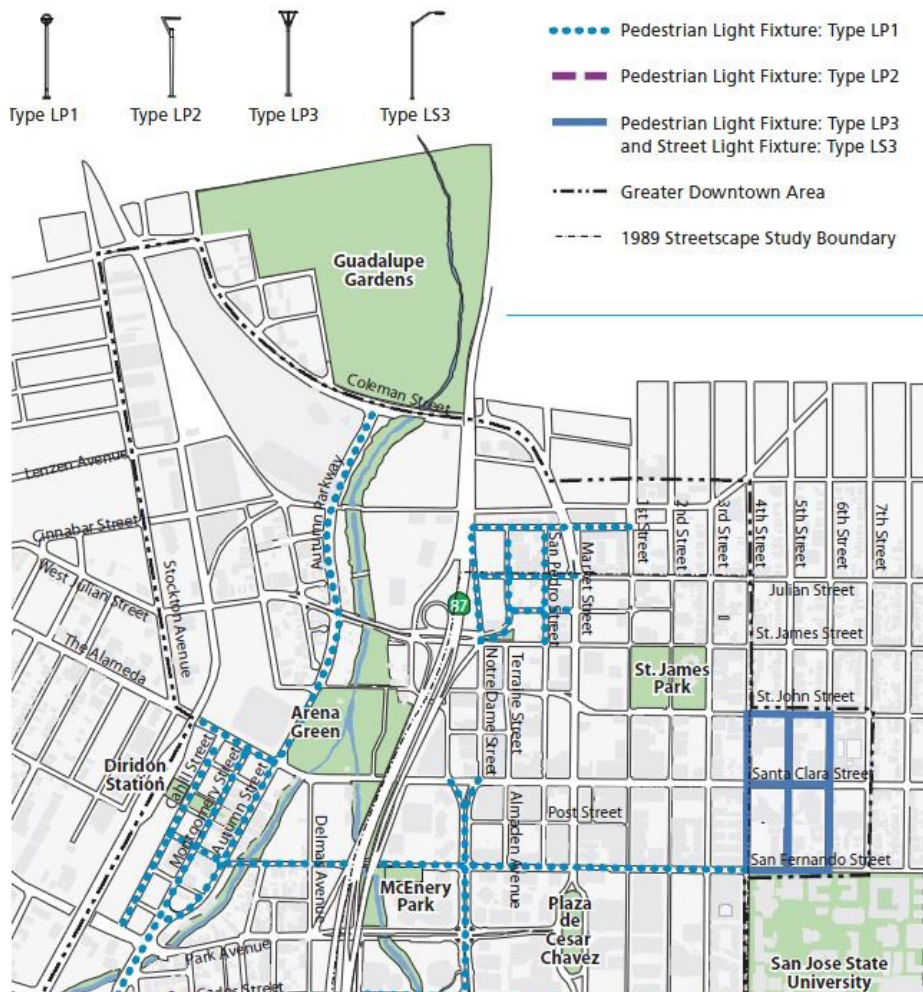 Type LP1
Type LP2
Type LP3
Type LS3
Pedestrian Light Fixture: Type LP1
Pedestrian Light Fixture: Type LP2
Pedestrian Light Fixture: Type LP3
and Street Light Fixture: Type LS3
Greater Downtown Area
1989 Streetscape Study Boundary
Guadalupe
Gardens
Coleman Street
Lenzen Avenue
Cinnabar Street
West Julian Street
The Alameda
Stockton Avenue
Autumn Parkway
87
1st Street
2nd Street
3rd Street
4th Street
5th Street
6th Street
7th Street
San Pedro Street
Market Street
Julian Street
St. James Street
St. James
Park
St. John Street
Notre Dame Street
Terraine Street
Arena
Green
Diridon
Station
Cahill Street
Montgomery Street
Autumn Street
Santa Clara Street
Delmas Avenue
Almaden Avenue
Post Street
San Fernando Street
McEnery
Park
Plaza
de
César
Chavéz
Park Avenue
San Jose State
University